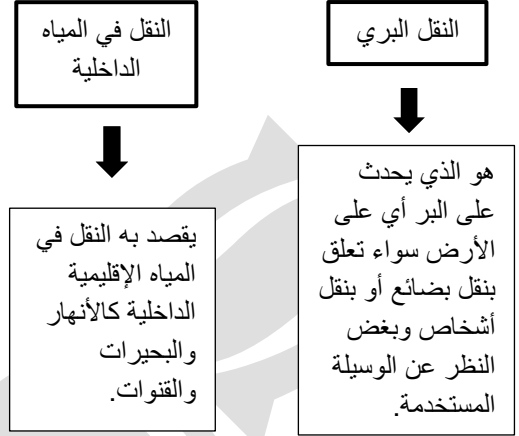 النقل البري
هو الذي يحدث
على البر أي على
الأرض سواء تعلق
بنقل بضائع أو بنقل
أشخاص وبغض
النظر عن الوسيلة
المستخدمة.
النقل في المياه
الداخلية
يقصد به النقل في
المياه الإقليمية
الداخلية كالأنهار
والبحيرات
والقنوات.